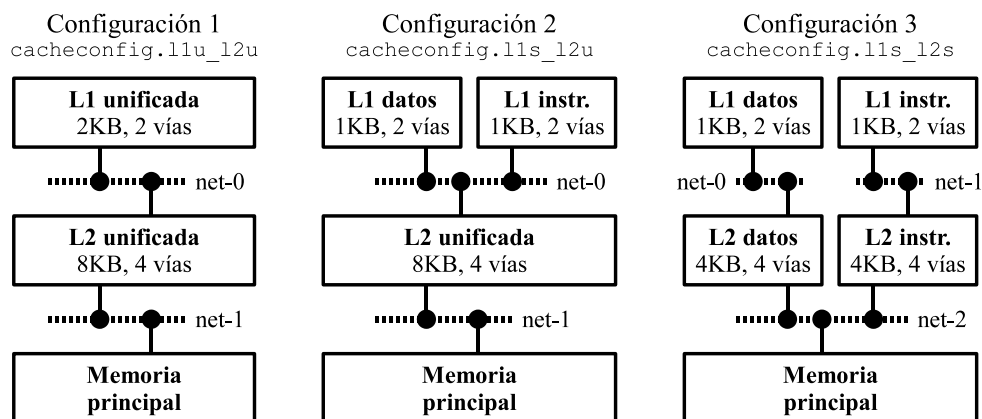 Configuración 1
cacheconfig.l1u_l2u
L1 unificada
2KB, 2 vías
net-0
L2 unificada
8KB, 4 vías
net-1
Memoria
principal
Configuración 2
cacheconfig.l1s_l2u
L1 datos
1KB, 2 vías
L1 instr.
1KB, 2 vías
net-0
L2 unificada
8KB, 4 vías
net-1
Memoria
principal
Configuración 3
cacheconfig.l1s_l2s
L1 datos
1KB, 2 vías
L1 instr.
1KB, 2 vías
net-0
net-1
L2 datos
4KB, 4 vías
L2 instr.
4KB, 4 vías
net-2
Memoria
principal